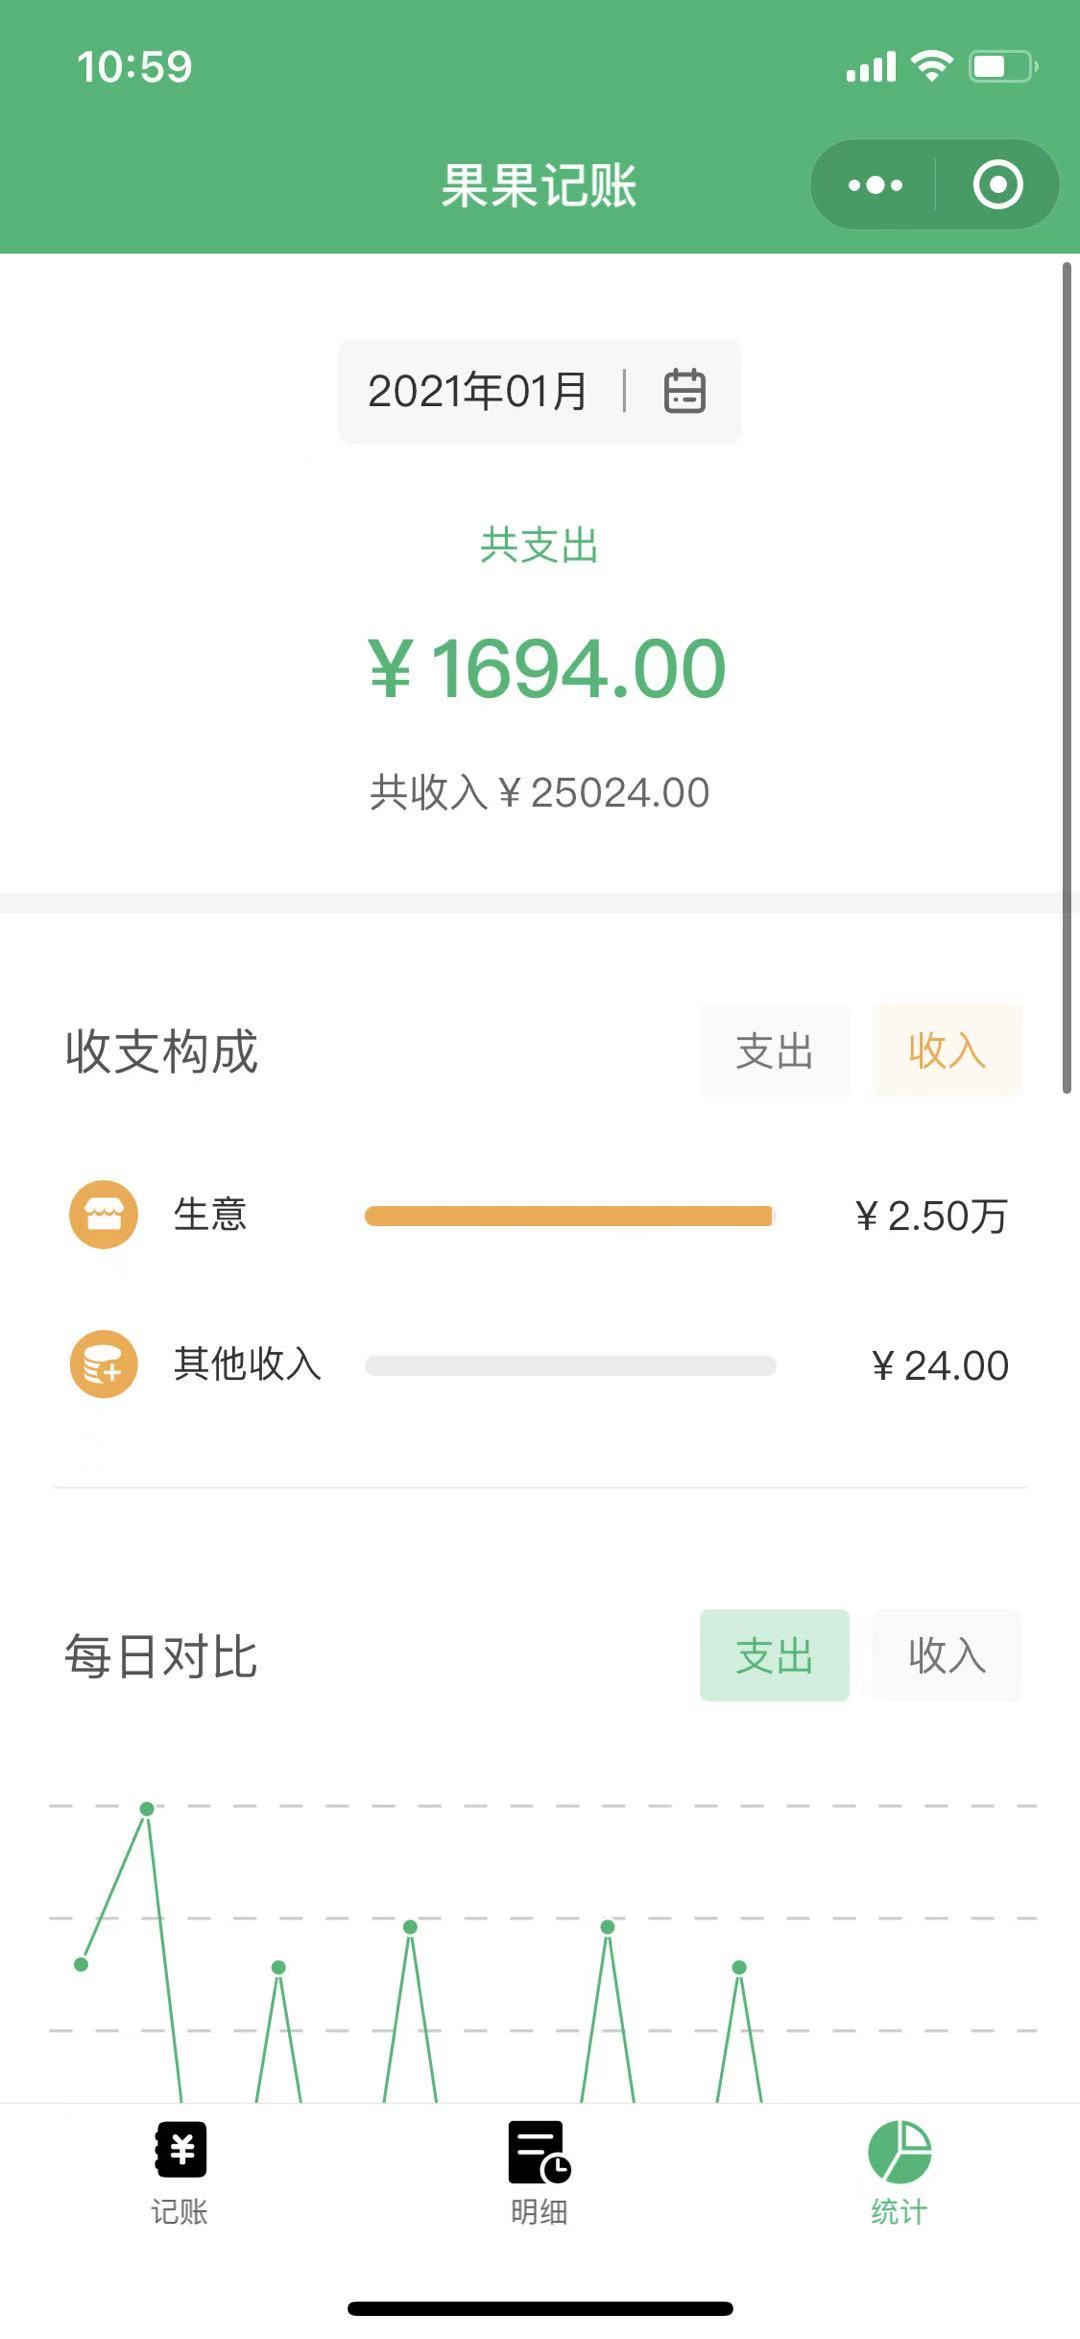 10:59
果果记账
2021年01月
共支出
¥ 1694.00
共收入 ¥ 25024.00
收支构成
支出
收入
生意
¥ 2.50万
其他收入
¥ 24.00
每日对比
支出
收入
记账
明细
统计